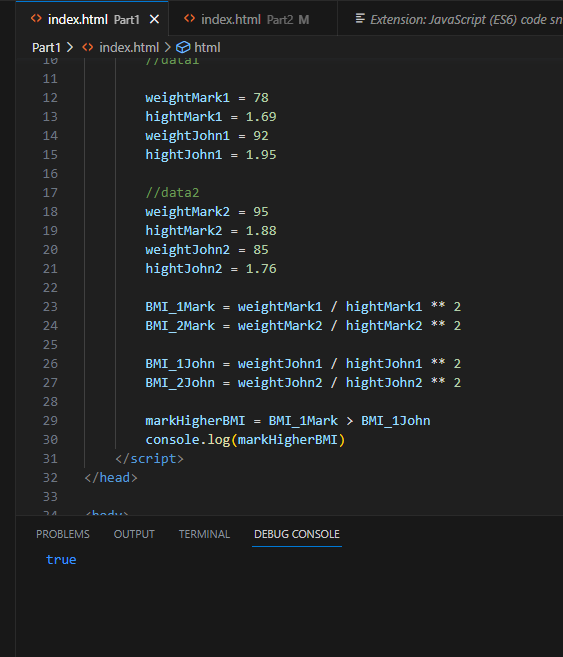 index.html Part1 index.html Part2 M Extension: JavaScript (ES6) code sn
Part1 > index.html > html
10 //data1
11
12 weightMark1 = 78
13 hightMark1 = 1.69
14 weightJohn1 = 92
15 hightJohn1 = 1.95
16
17 //data2
18 weightMark2 = 95
19 hightMark2 = 1.88
20 weightJohn2 = 85
21 hightJohn2 = 1.76
22
23 BMI_1Mark = weightMark1 / hightMark1 ** 2
24 BMI_2Mark = weightMark2 / hightMark2 ** 2
25
26 BMI_1John = weightJohn1 / hightJohn1 ** 2
27 BMI_2John = weightJohn2 / hightJohn2 ** 2
28
29 markHigherBMI = BMI_1Mark > BMI_1John
30 console.log(markHigherBMI)
31 </script>
32 </head>
33
34 <body>
PROBLEMS OUTPUT TERMINAL DEBUG CONSOLE
true